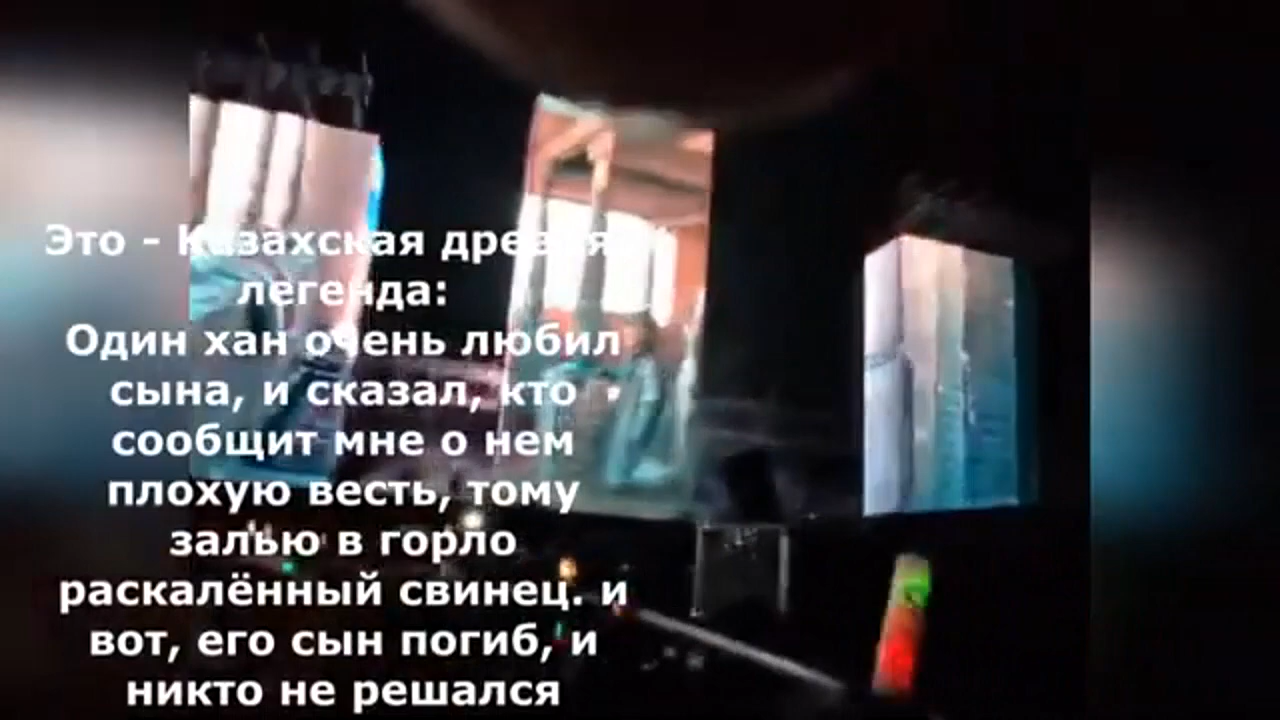 Это - Казахская древняя
легенда:
Один хан очень любил
сына, и сказал, кто
сообщит мне о нем
плохую весть, тому
залью в горло
раскалённый свинец. и
вот, его сын погиб, и
никто не решался